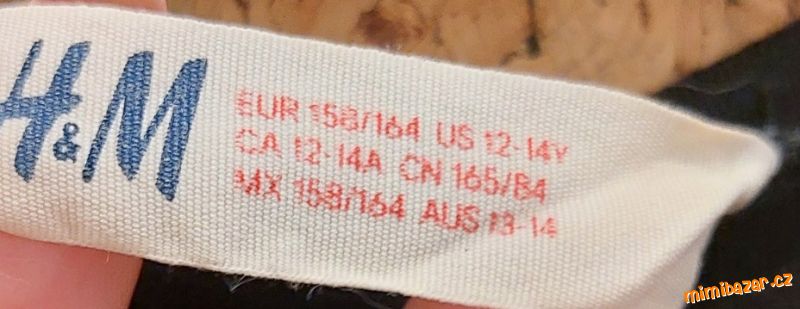 H&M
EUR 158/164 US 12-14Y
CA 12-14A CN 165/84
MX 158/164 AUS 13-14
mimibazar.cz